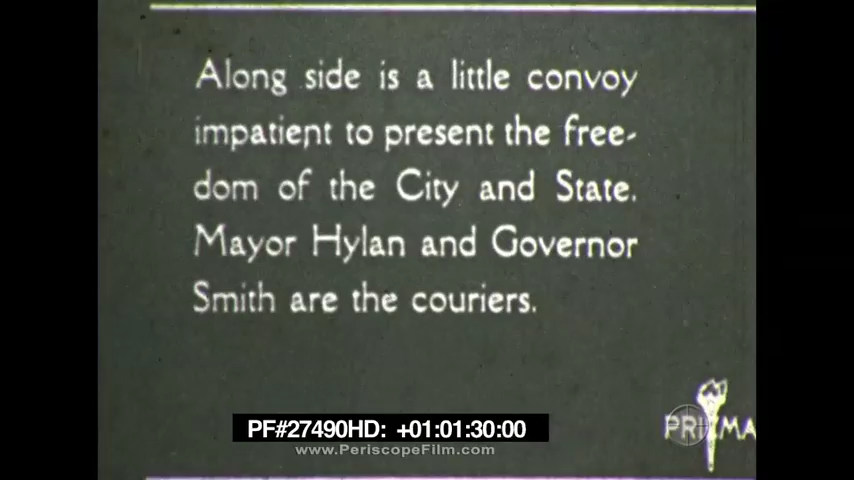 Along side is a little convoy
impatient to present the free-
dom of the City and State.
Mayor Hylan and Governor
Smith are the couriers.
PRIZMA
PF#27490HD: +01:01:30:00
www.PeriscopeFilm.com